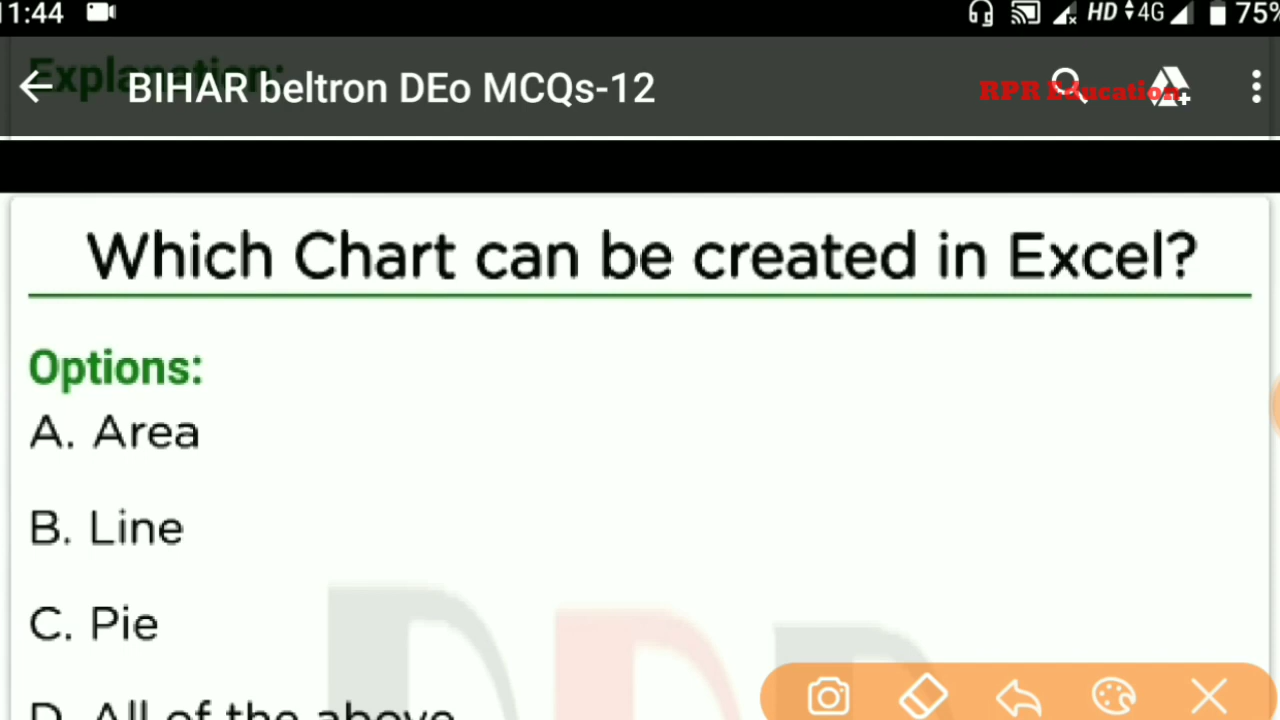 11:44 HD 4G 75%
Explanation:
BIHAR beltron DEo MCQs-12
RPR Education
Which Chart can be created in Excel?
Options:
A. Area
B. Line
C. Pie
D. All of the above